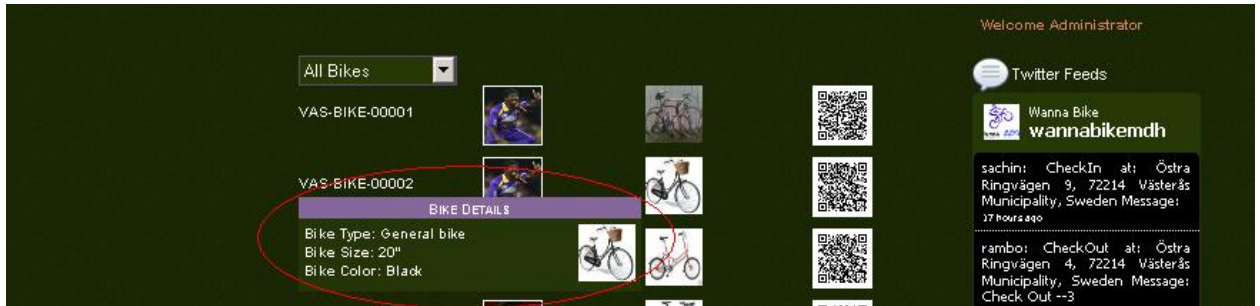 Welcome Administrator
All Bikes
Twitter Feeds
VAS-BIKE-00001
Wanna Bike
wannabikemdh
sachin: CheckIn at: Östra
Ringvägen 9, 72214 Västerås
Municipality, Sweden Message:
17 hours ago
VAS-BIKE-00002
BIKE DETAILS
Bike Type: General bike
Bike Size: 20"
Bike Color: Black
rambo: CheckOut at: Östra
Ringvägen 4, 72214 Västerås
Municipality, Sweden Message:
Check Out --3